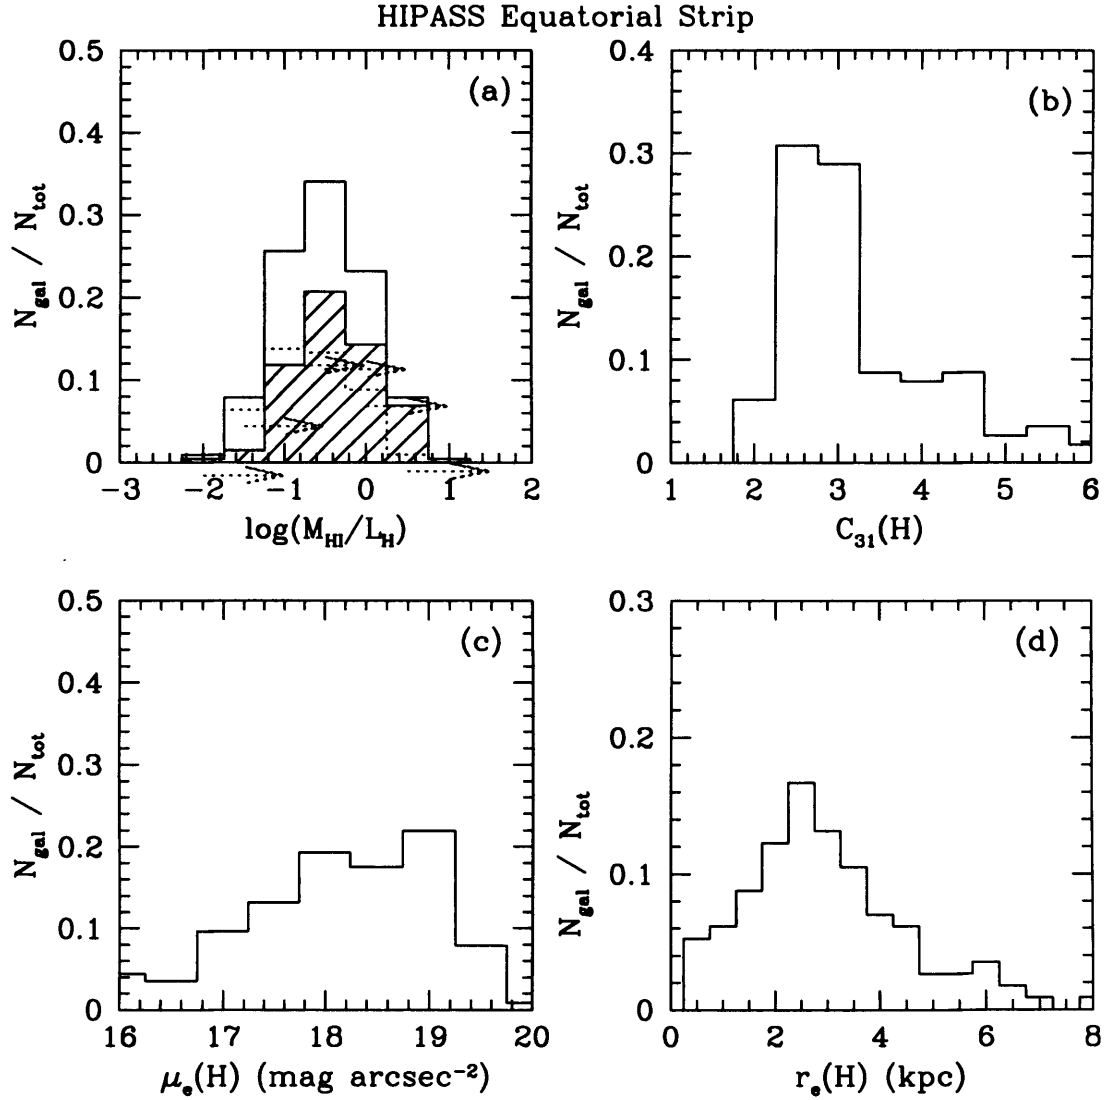 HIPASS Equatorial Strip
(a)
0.5
0.4
0.3
0.2
0.1
0
N_gal / N_tot
−3 −2 −1 0 1 2
log(M_HI/L_H)
(b)
0.4
0.3
0.2
0.1
0
N_gal / N_tot
1 2 3 4 5 6
C_31(H)
(c)
0.5
0.4
0.3
0.2
0.1
0
N_gal / N_tot
16 17 18 19 20
μ_e(H) (mag arcsec⁻²)
(d)
0.3
0.2
0.1
0
N_gal / N_tot
0 2 4 6 8
r_e(H) (kpc)